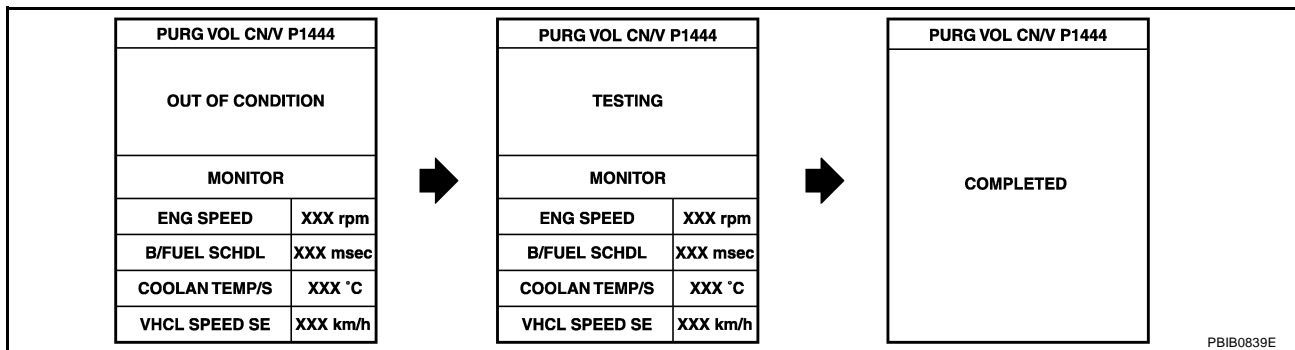 PURG VOL CN/V P1444
OUT OF CONDITION
MONITOR
ENG SPEED XXX rpm
B/FUEL SCHDL XXX msec
COOLAN TEMP/S XXX ˚C
VHCL SPEED SE XXX km/h
PURG VOL CN/V P1444
TESTING
MONITOR
ENG SPEED XXX rpm
B/FUEL SCHDL XXX msec
COOLAN TEMP/S XXX ˚C
VHCL SPEED SE XXX km/h
PURG VOL CN/V P1444
COMPLETED
PBIB0839E